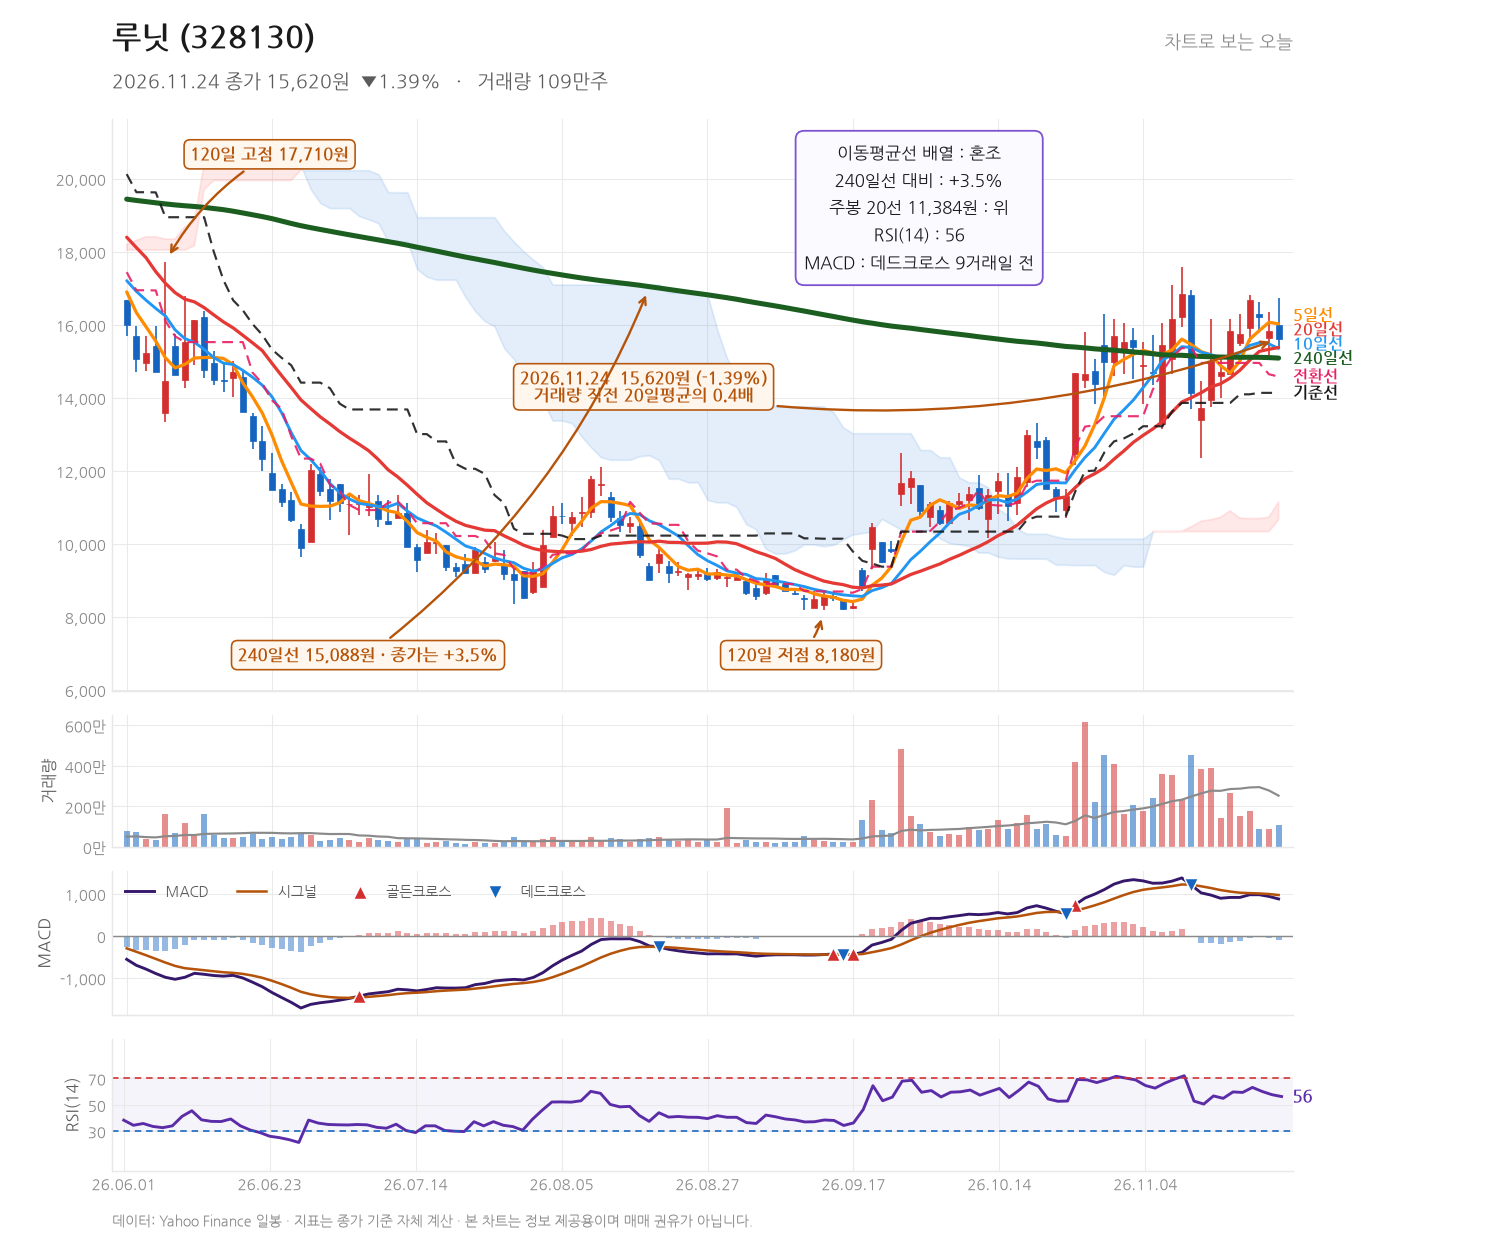 루닛 (328130)
차트로 보는 오늘
2026.11.24 종가 15,620원 ▼1.39% · 거래량 109만주
120일 고점 17,710원
이동평균선 배열 : 혼조
240일선 대비 : +3.5%
주봉 20선 11,384원 : 위
RSI(14) : 56
MACD : 데드크로스 9거래일 전
20,000
18,000
16,000
14,000
12,000
10,000
8,000
6,000
5일선
20일선
10일선
240일선
전환선
기준선
2026.11.24 15,620원 (-1.39%)
거래량 직전 20일평균의 0.4배
240일선 15,088원 · 종가는 +3.5%
120일 저점 8,180원
거래량
600만
400만
200만
0만
MACD
1,000
0
-1,000
MACD 시그널 골든크로스 데드크로스
RSI(14)
70
50
30
56
26.06.01 26.06.23 26.07.14 26.08.05 26.08.27 26.09.17 26.10.14 26.11.04
데이터: Yahoo Finance 일봉 · 지표는 종가 기준 자체 계산 · 본 차트는 정보 제공용이며 매매 권유가 아닙니다.